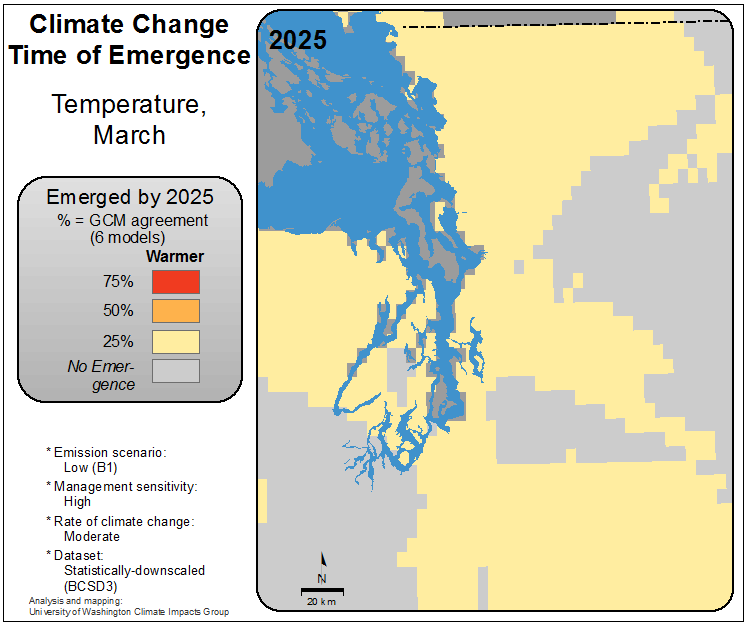 Climate Change
Time of Emergence
Temperature,
March
Emerged by 2025
% = GCM agreement
(6 models)
Warmer
75%
50%
25%
No Emer-
gence
* Emission scenario:
Low (B1)
* Management sensitivity:
High
* Rate of climate change:
Moderate
* Dataset:
Statistically-downscaled
(BCSD3)
Analysis and mapping:
University of Washington Climate Impacts Group
2025
N
20 km